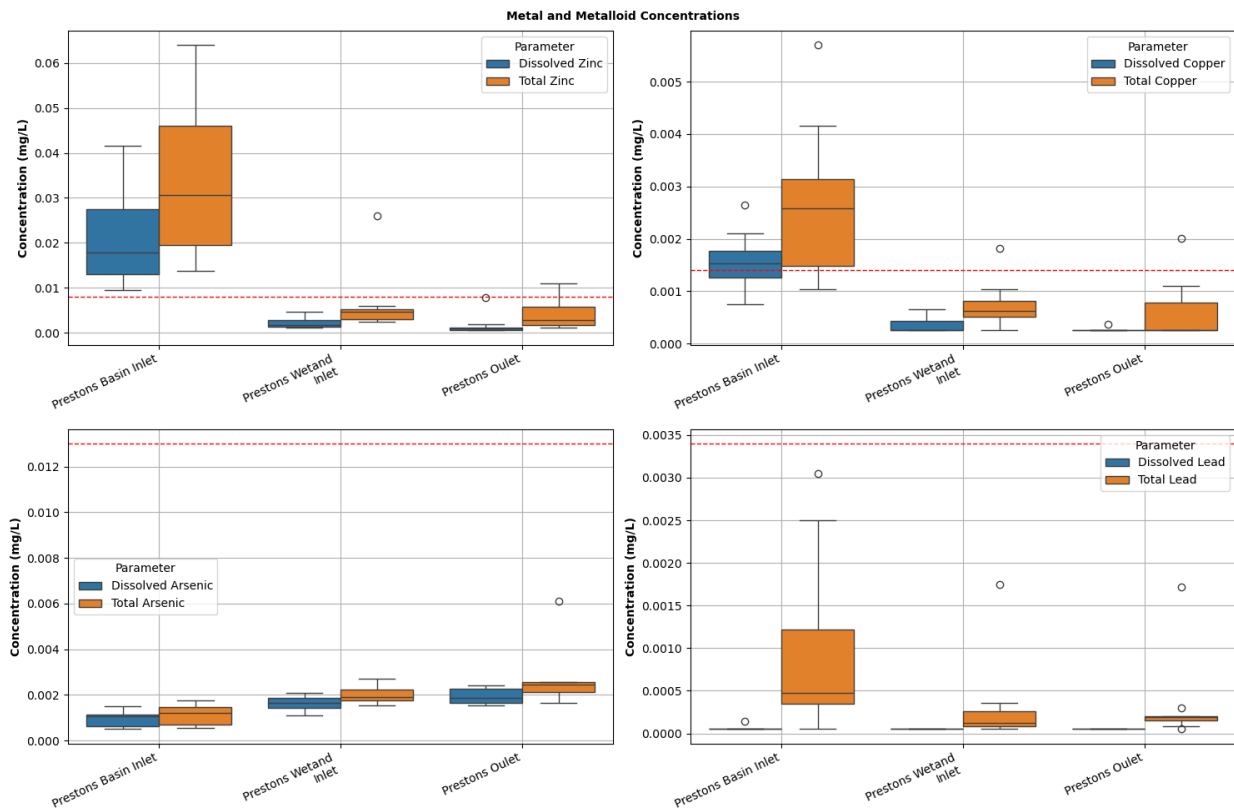 Metal and Metalloid Concentrations
Concentration (mg/L)
0.06
0.05
0.04
0.03
0.02
0.01
0.00
Parameter
Dissolved Zinc
Total Zinc
Prestons Basin Inlet
Prestons Wetand
Inlet
Prestons Oulet
Concentration (mg/L)
0.005
0.004
0.003
0.002
0.001
0.000
Parameter
Dissolved Copper
Total Copper
Prestons Basin Inlet
Prestons Wetand
Inlet
Prestons Oulet
Concentration (mg/L)
0.012
0.010
0.008
0.006
0.004
0.002
0.000
Parameter
Dissolved Arsenic
Total Arsenic
Prestons Basin Inlet
Prestons Wetand
Inlet
Prestons Oulet
Concentration (mg/L)
0.0035
0.0030
0.0025
0.0020
0.0015
0.0010
0.0005
0.0000
Parameter
Dissolved Lead
Total Lead
Prestons Basin Inlet
Prestons Wetand
Inlet
Prestons Oulet